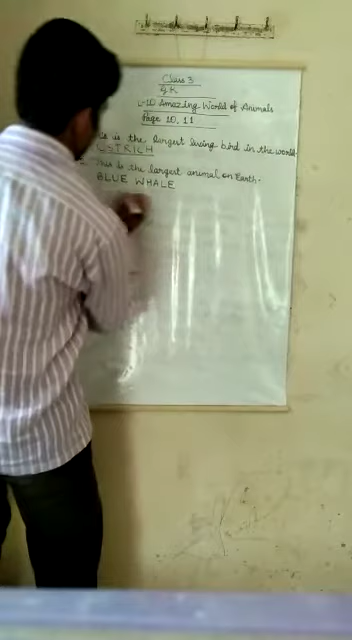 Class 3
G.K
L-10 Amazing World of Animals
Page 10, 11
is the largest living bird in the world.
OSTRICH
This is the largest animal on Earth.
BLUE WHALE